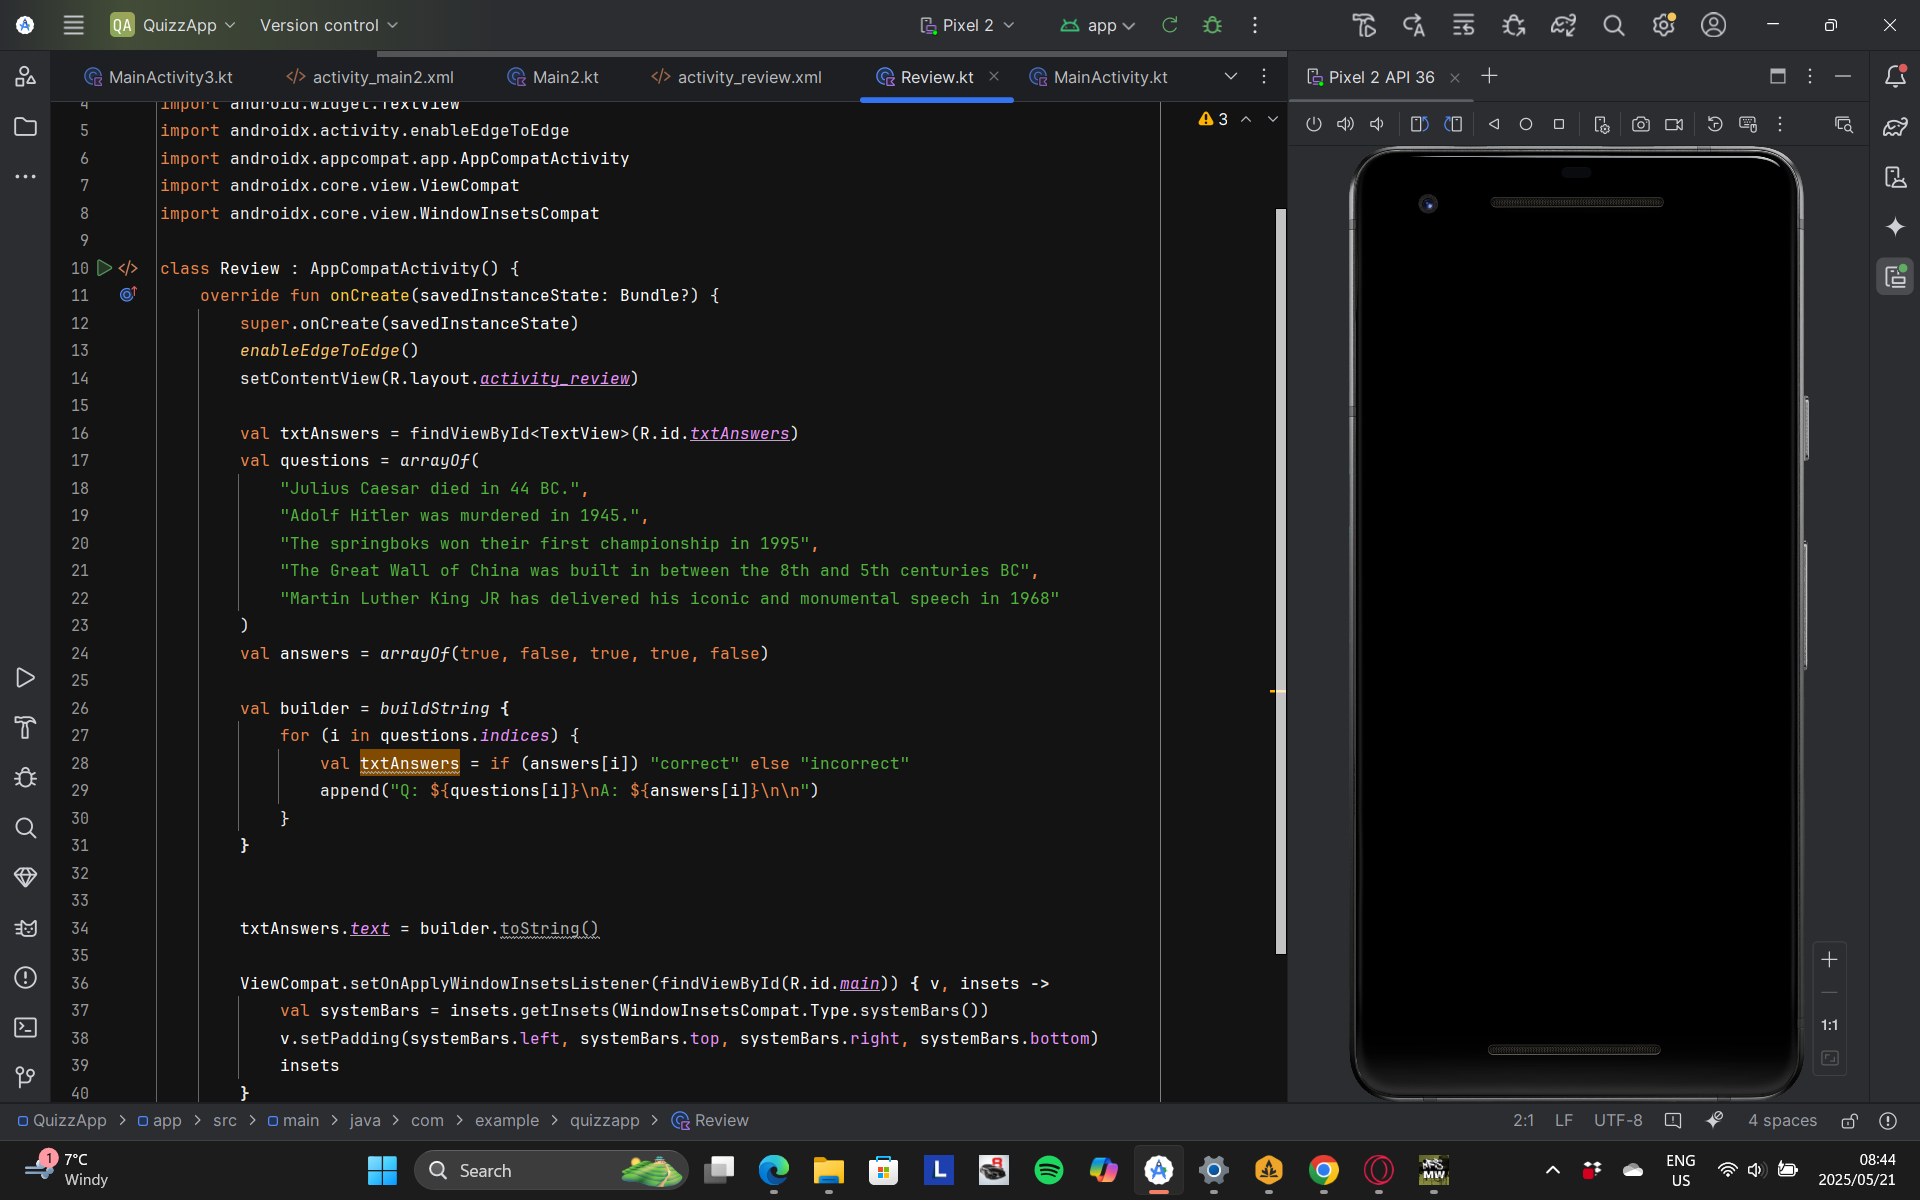 QA QuizzApp Version control Pixel 2 app
MainActivity3.kt activity_main2.xml Main2.kt activity_review.xml Review.kt MainActivity.kt
Pixel 2 API 36
3
4 import android.widget.TextView
5 import androidx.activity.enableEdgeToEdge
6 import androidx.appcompat.app.AppCompatActivity
7 import androidx.core.view.ViewCompat
8 import androidx.core.view.WindowInsetsCompat
9
10 class Review : AppCompatActivity() {
11 override fun onCreate(savedInstanceState: Bundle?) {
12 super.onCreate(savedInstanceState)
13 enableEdgeToEdge()
14 setContentView(R.layout.activity_review)
15
16 val txtAnswers = findViewById<TextView>(R.id.txtAnswers)
17 val questions = arrayOf(
18 "Julius Caesar died in 44 BC.",
19 "Adolf Hitler was murdered in 1945.",
20 "The springboks won their first championship in 1995",
21 "The Great Wall of China was built in between the 8th and 5th centuries BC",
22 "Martin Luther King JR has delivered his iconic and monumental speech in 1968"
23 )
24 val answers = arrayOf(true, false, true, true, false)
25
26 val builder = buildString {
27 for (i in questions.indices) {
28 val txtAnswers = if (answers[i]) "correct" else "incorrect"
29 append("Q: ${questions[i]}\nA: ${answers[i]}\n\n")
30 }
31 }
32
33
34 txtAnswers.text = builder.toString()
35
36 ViewCompat.setOnApplyWindowInsetsListener(findViewById(R.id.main)) { v, insets ->
37 val systemBars = insets.getInsets(WindowInsetsCompat.Type.systemBars())
38 v.setPadding(systemBars.left, systemBars.top, systemBars.right, systemBars.bottom)
39 insets
40 }
1:1
QuizzApp > app > src > main > java > com > example > quizzapp > Review
2:1 LF UTF-8 4 spaces
1
7°C
Windy
Search
L
8
MW
ENG
US
08:44
2025/05/21